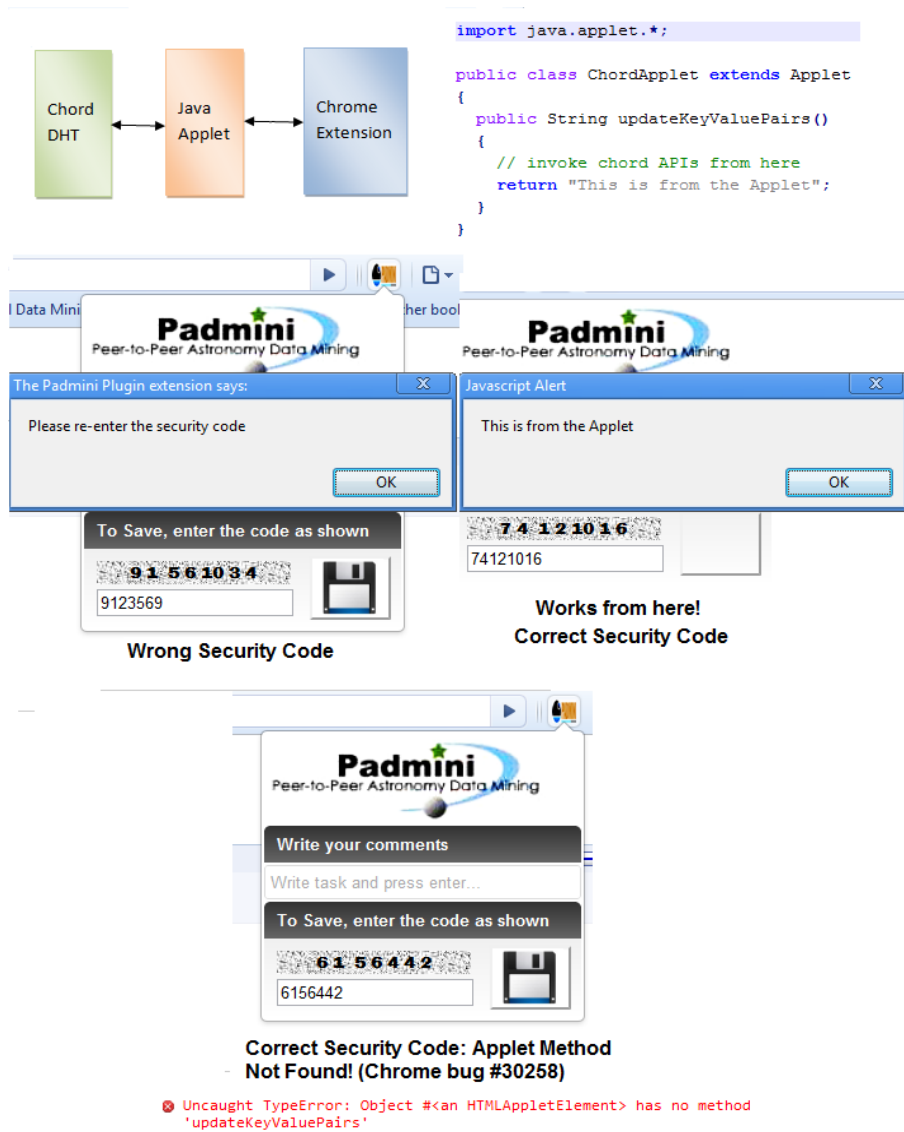 Chord
DHT
Java
Applet
Chrome
Extension
import java.applet.*;
public class ChordApplet extends Applet
{
public String updateKeyValuePairs()
{
// invoke chord APIs from here
return "This is from the Applet";
}
}
l Data Mini
her bool
Padmini
Peer-to-Peer Astronomy Data Mining
The Padmini Plugin extension says:
Please re-enter the security code
OK
To Save, enter the code as shown
91561034
9123569
Wrong Security Code
Padmini
Peer-to-Peer Astronomy Data Mining
Javascript Alert
This is from the Applet
OK
74121016
74121016
Works from here!
Correct Security Code
Padmini
Peer-to-Peer Astronomy Data Mining
Write your comments
Write task and press enter...
To Save, enter the code as shown
6156442
6156442
Correct Security Code: Applet Method
Not Found! (Chrome bug #30258)
Uncaught TypeError: Object #<an HTMLAppletElement> has no method
'updateKeyValuePairs'